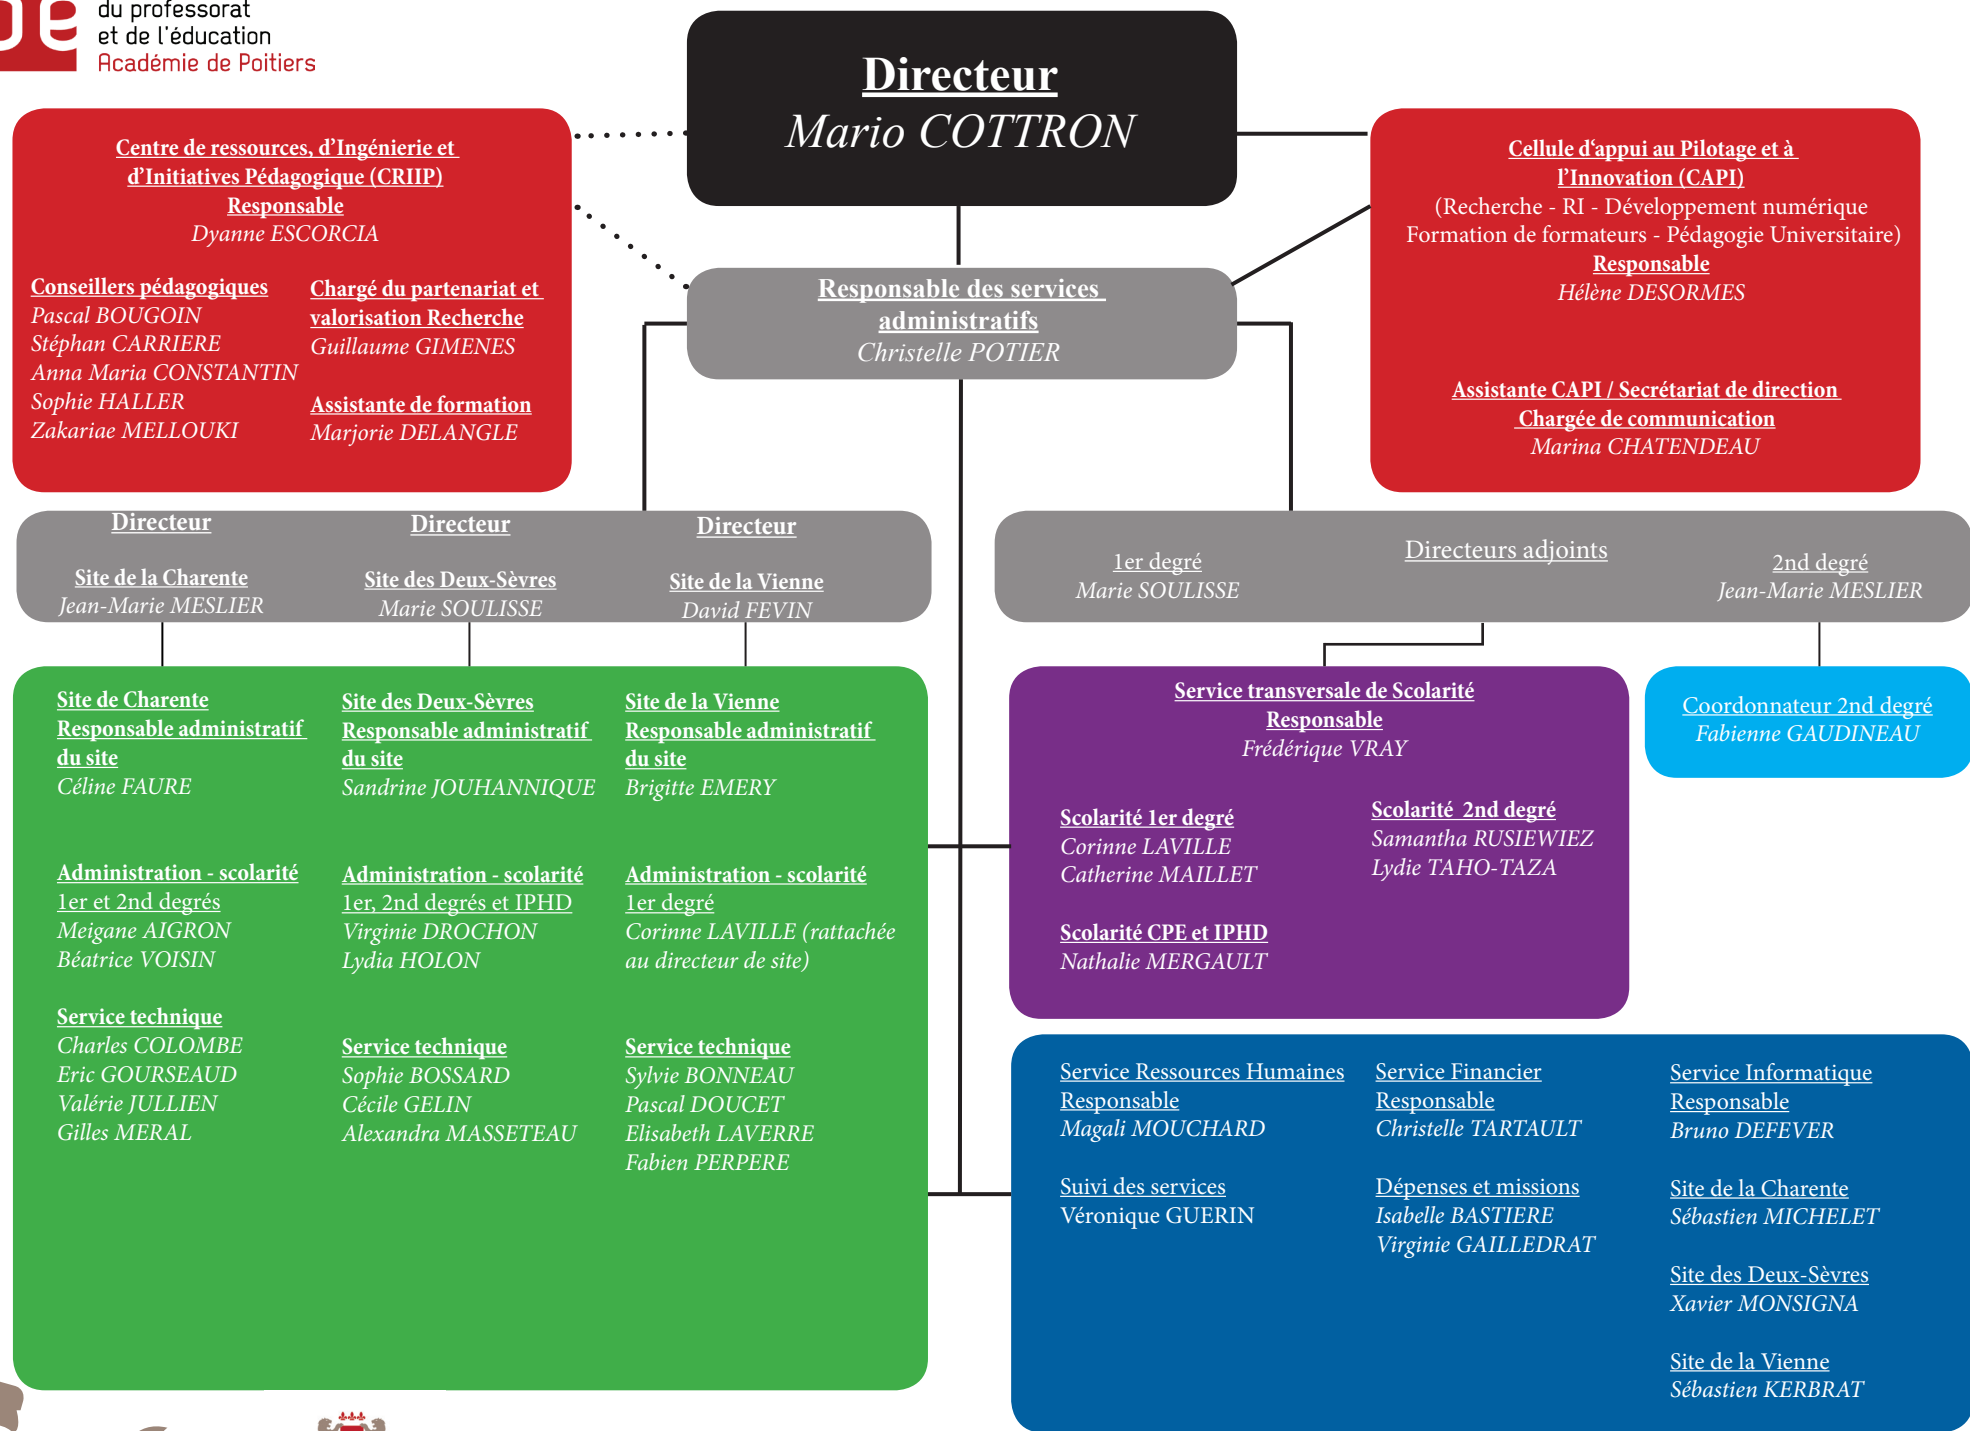 du professorat
et de l'éducation
Académie de Poitiers
Directeur
Mario COTTRON
Centre de ressources, d'Ingénierie et
d'Initiatives Pédagogique (CRIIP)
Responsable
Dyanne ESCORCIA
Conseillers pédagogiques
Pascal BOUGOIN
Stéphan CARRIERE
Anna Maria CONSTANTIN
Sophie HALLER
Zakariae MELLOUKI
Chargé du partenariat et
valorisation Recherche
Guillaume GIMENES
Assistante de formation
Marjorie DELANGLE
Cellule d'appui au Pilotage et à
l'Innovation (CAPI)
(Recherche - RI - Développement numérique
Formation de formateurs - Pédagogie Universitaire)
Responsable
Hélène DESORMES
Assistante CAPI / Secrétariat de direction
Chargée de communication
Marina CHATENDEAU
Responsable des services
administratifs
Christelle POTIER
Directeur
Site de la Charente
Jean-Marie MESLIER
Directeur
Site des Deux-Sèvres
Marie SOULISSE
Directeur
Site de la Vienne
David FEVIN
Directeurs adjoints
1er degré
Marie SOULISSE
2nd degré
Jean-Marie MESLIER
Site de Charente
Responsable administratif
du site
Céline FAURE
Administration - scolarité
1er et 2nd degrés
Meigane AIGRON
Béatrice VOISIN
Service technique
Charles COLOMBE
Eric GOURSEAUD
Valérie JULLIEN
Gilles MERAL
Site des Deux-Sèvres
Responsable administratif
du site
Sandrine JOUHANNIQUE
Administration - scolarité
1er, 2nd degrés et IPHD
Virginie DROCHON
Lydia HOLON
Service technique
Sophie BOSSARD
Cécile GELIN
Alexandra MASSETEAU
Site de la Vienne
Responsable administratif
du site
Brigitte EMERY
Administration - scolarité
1er degré
Corinne LAVILLE (rattachée
au directeur de site)
Service technique
Sylvie BONNEAU
Pascal DOUCET
Elisabeth LAVERRE
Fabien PERPERE
Service transversale de Scolarité
Responsable
Frédérique VRAY
Scolarité 1er degré
Corinne LAVILLE
Catherine MAILLET
Scolarité CPE et IPHD
Nathalie MERGAULT
Scolarité 2nd degré
Samantha RUSIEWIEZ
Lydie TAHO-TAZA
Coordonnateur 2nd degré
Fabienne GAUDINEAU
Service Ressources Humaines
Responsable
Magali MOUCHARD
Suivi des services
Véronique GUERIN
Service Financier
Responsable
Christelle TARTAULT
Dépenses et missions
Isabelle BASTIERE
Virginie GAILLEDRAT
Service Informatique
Responsable
Bruno DEFEVER
Site de la Charente
Sébastien MICHELET
Site des Deux-Sèvres
Xavier MONSIGNA
Site de la Vienne
Sébastien KERBRAT